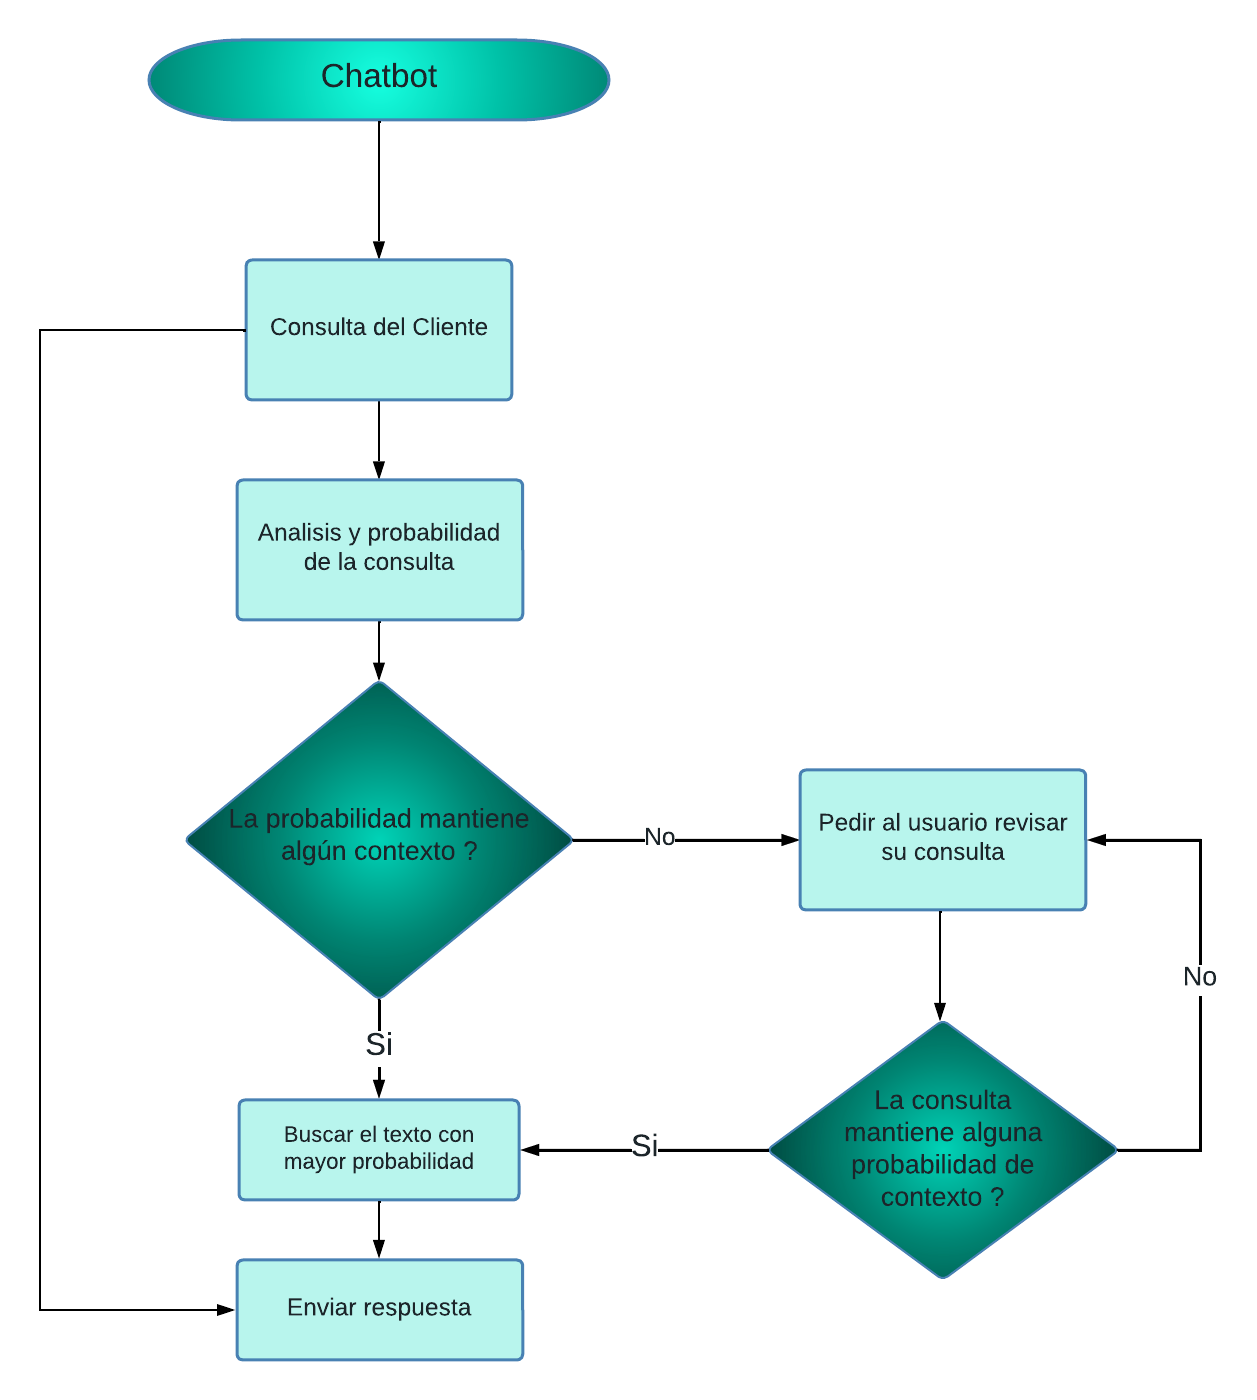 Chatbot
Consulta del Cliente
Analisis y probabilidad
de la consulta
La probabilidad mantiene
algún contexto ?
No
Pedir al usuario revisar
su consulta
No
Si
La consulta
mantiene alguna
probabilidad de
contexto ?
Si
Buscar el texto con
mayor probabilidad
Enviar respuesta